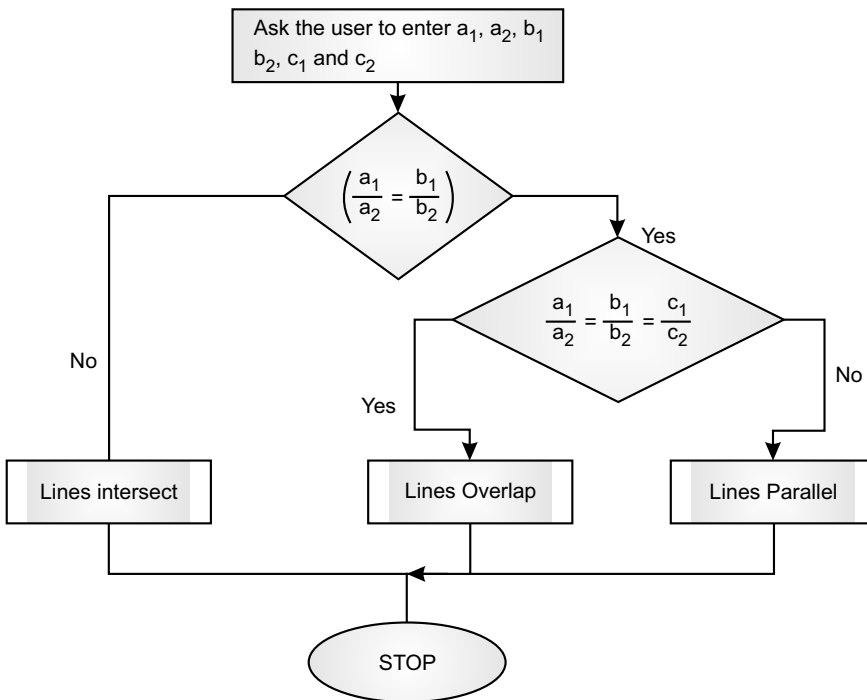 Ask the user to enter a₁, a₂, b₁
b₂, c₁ and c₂
(a₁/a₂ = b₁/b₂)
Yes
a₁/a₂ = b₁/b₂ = c₁/c₂
No
Yes
No
Lines intersect
Lines Overlap
Lines Parallel
STOP